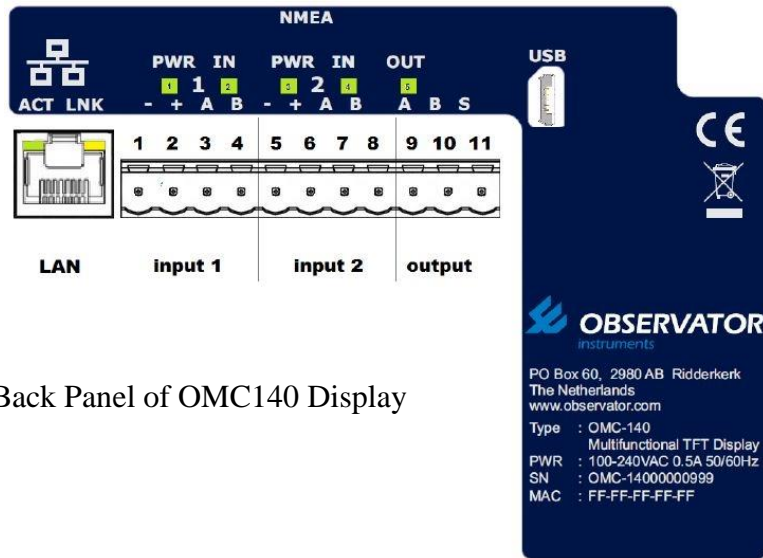 NMEA
PWR IN PWR IN OUT
1 2 3 4 5
1 2
ACT LNK - + A B - + A B A B S
USB
CE
1 2 3 4 5 6 7 8 9 10 11
LAN input 1 input 2 output
OBSERVATOR
instruments
Back Panel of OMC140 Display
PO Box 60, 2980 AB Ridderkerk
The Netherlands
www.observator.com
Type : OMC-140
Multifunctional TFT Display
PWR : 100-240VAC 0.5A 50/60Hz
SN : OMC-14000000999
MAC : FF-FF-FF-FF-FF